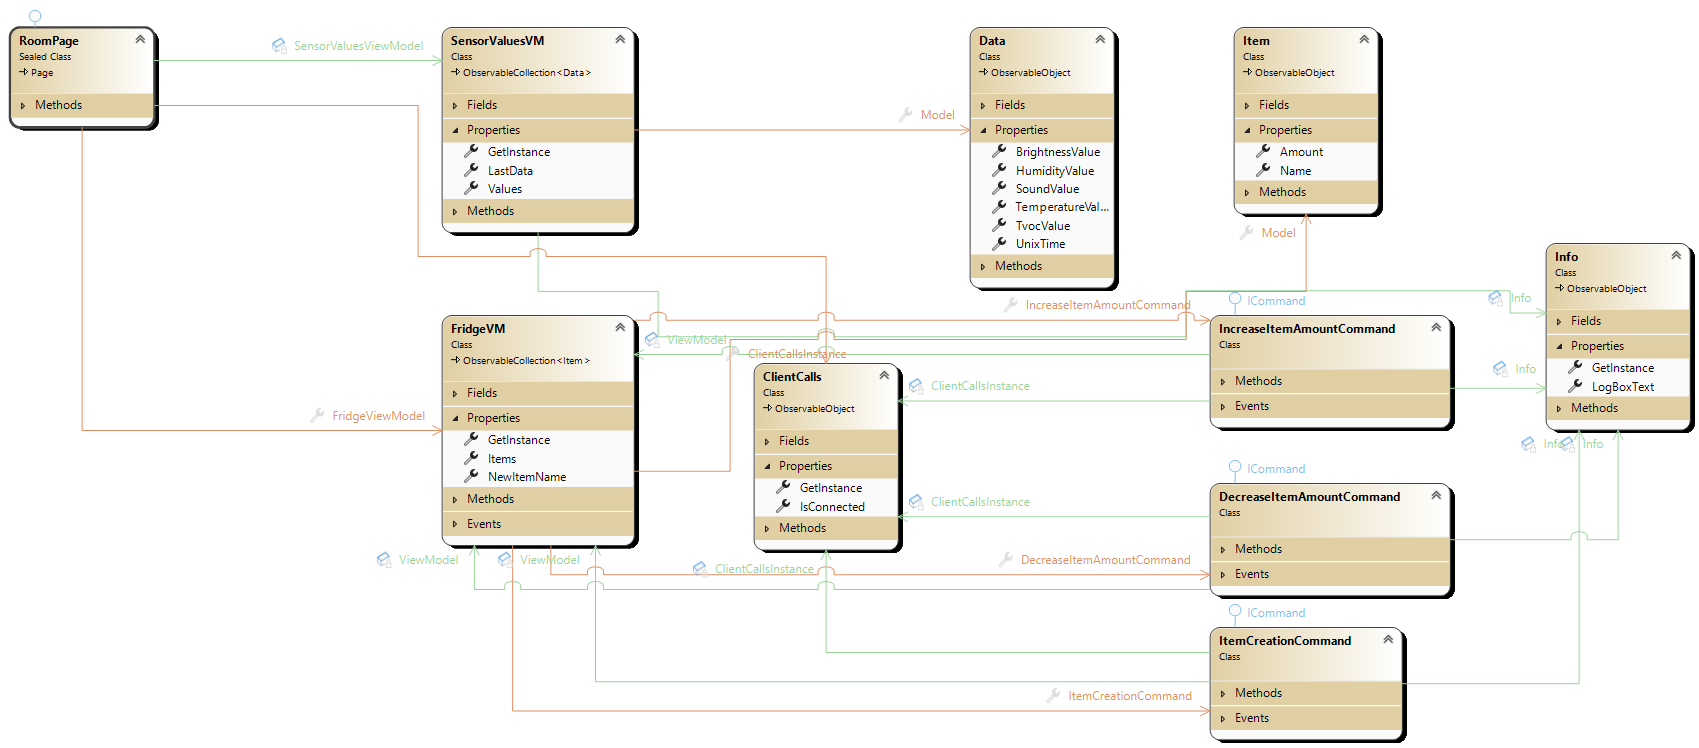 RoomPage
Sealed Class
Page
Methods
SensorValuesViewModel
SensorValuesVM
Class
ObservableCollection<Data>
Fields
Properties
GetInstance
LastData
Values
Methods
Model
Data
Class
ObservableObject
Fields
Properties
BrightnessValue
HumidityValue
SoundValue
TemperatureVal...
TvocValue
UnixTime
Methods
Item
Class
ObservableObject
Fields
Properties
Amount
Name
Methods
Model
Info
Class
ObservableObject
Fields
Properties
GetInstance
LogBoxText
Methods
FridgeViewModel
FridgeVM
Class
ObservableCollection<Item>
Fields
Properties
GetInstance
Items
NewItemName
Methods
Events
ViewModel
ClientCallsInstance
ClientCalls
Class
ObservableObject
Fields
Properties
GetInstance
IsConnected
Methods
IncreaseItemAmountCommand
ICommand
Info
IncreaseItemAmountCommand
Class
Methods
Events
ClientCallsInstance
Info
Info
Info
ICommand
DecreaseItemAmountCommand
Class
Methods
Events
ClientCallsInstance
ViewModel
ViewModel
ClientCallsInstance
DecreaseItemAmountCommand
ICommand
ItemCreationCommand
Class
Methods
Events
ItemCreationCommand